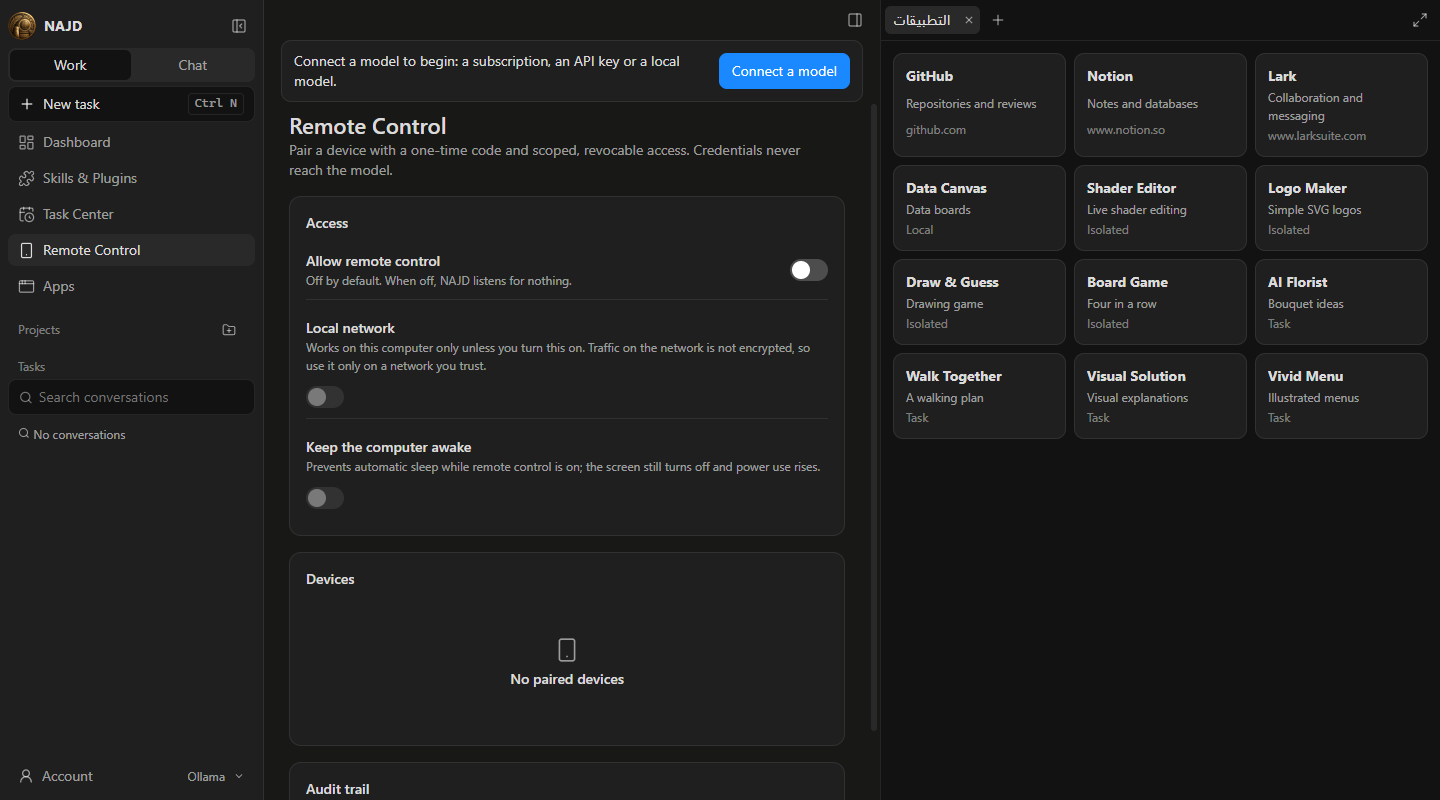 NAJD
Work
Chat
New task
Ctrl N
Dashboard
Skills & Plugins
Task Center
Remote Control
Apps
Projects
Tasks
Search conversations
No conversations
Account
Ollama
Connect a model to begin: a subscription, an API key or a local
model.
Connect a model
Remote Control
Pair a device with a one-time code and scoped, revocable access. Credentials never
reach the model.
Access
Allow remote control
Off by default. When off, NAJD listens for nothing.
Local network
Works on this computer only unless you turn this on. Traffic on the network is not encrypted, so
use it only on a network you trust.
Keep the computer awake
Prevents automatic sleep while remote control is on; the screen still turns off and power use rises.
Devices
No paired devices
Audit trail
التطبيقات
GitHub
Repositories and reviews
github.com
Notion
Notes and databases
www.notion.so
Lark
Collaboration and
messaging
www.larksuite.com
Data Canvas
Data boards
Local
Shader Editor
Live shader editing
Isolated
Logo Maker
Simple SVG logos
Isolated
Draw & Guess
Drawing game
Isolated
Board Game
Four in a row
Isolated
AI Florist
Bouquet ideas
Task
Walk Together
A walking plan
Task
Visual Solution
Visual explanations
Task
Vivid Menu
Illustrated menus
Task